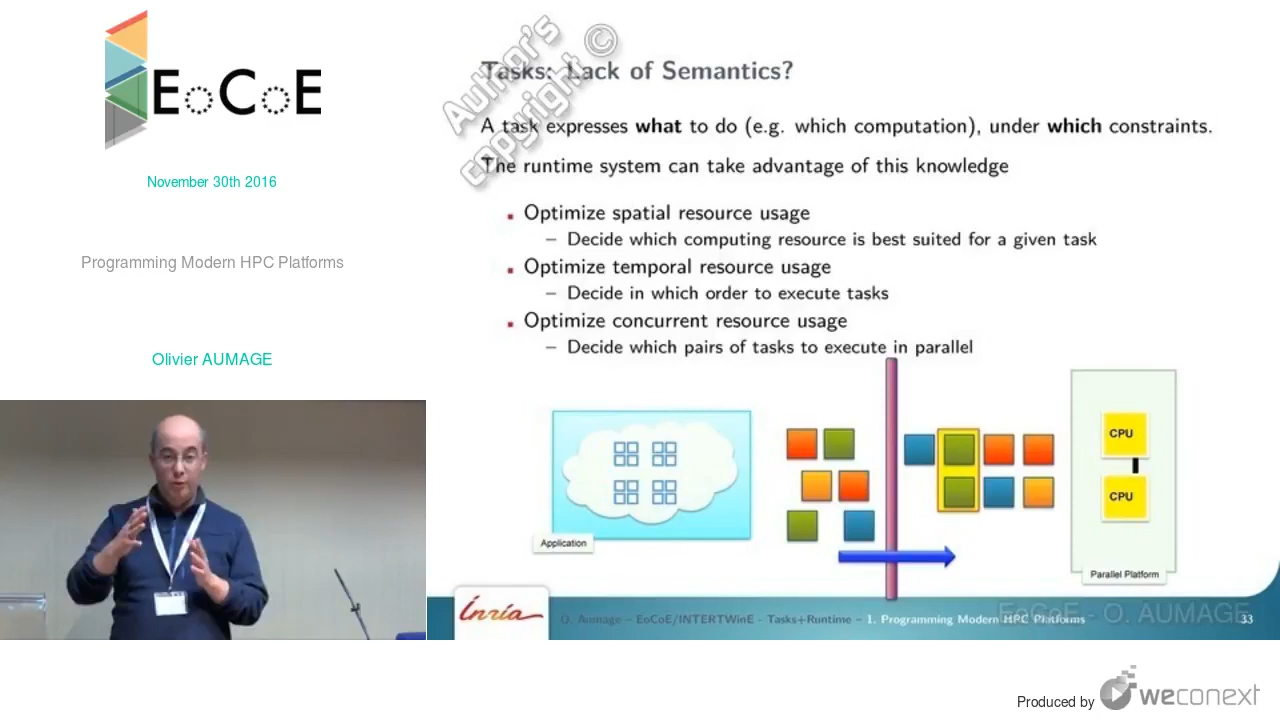 EoCoE
November 30th 2016
Programming Modern HPC Platforms
Olivier AUMAGE
Author's
copyright ©
Tasks: Lack of Semantics?
A task expresses what to do (e.g. which computation), under which constraints.
The runtime system can take advantage of this knowledge
Optimize spatial resource usage
– Decide which computing resource is best suited for a given task
Optimize temporal resource usage
– Decide in which order to execute tasks
Optimize concurrent resource usage
– Decide which pairs of tasks to execute in parallel
CPU
CPU
Application
Parallel Platform
Inria
O. Aumage – EoCoE/INTERTWinE - Tasks+Runtime – 1. Programming Modern HPC Platforms
EoCoE - O. AUMAGE
33
Produced by weconext